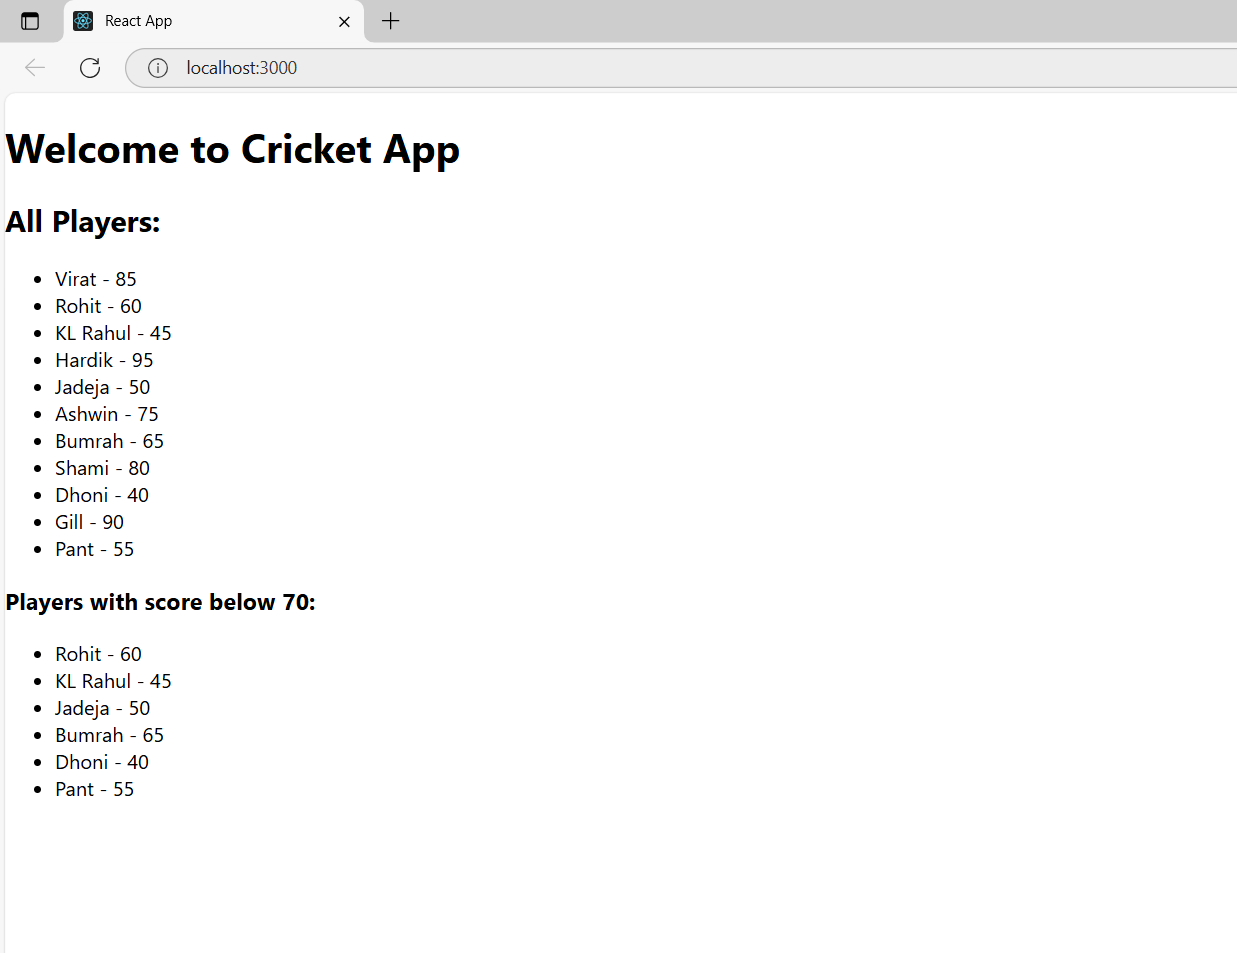 React App
localhost:3000
Welcome to Cricket App
All Players:
Virat - 85
Rohit - 60
KL Rahul - 45
Hardik - 95
Jadeja - 50
Ashwin - 75
Bumrah - 65
Shami - 80
Dhoni - 40
Gill - 90
Pant - 55
Players with score below 70:
Rohit - 60
KL Rahul - 45
Jadeja - 50
Bumrah - 65
Dhoni - 40
Pant - 55